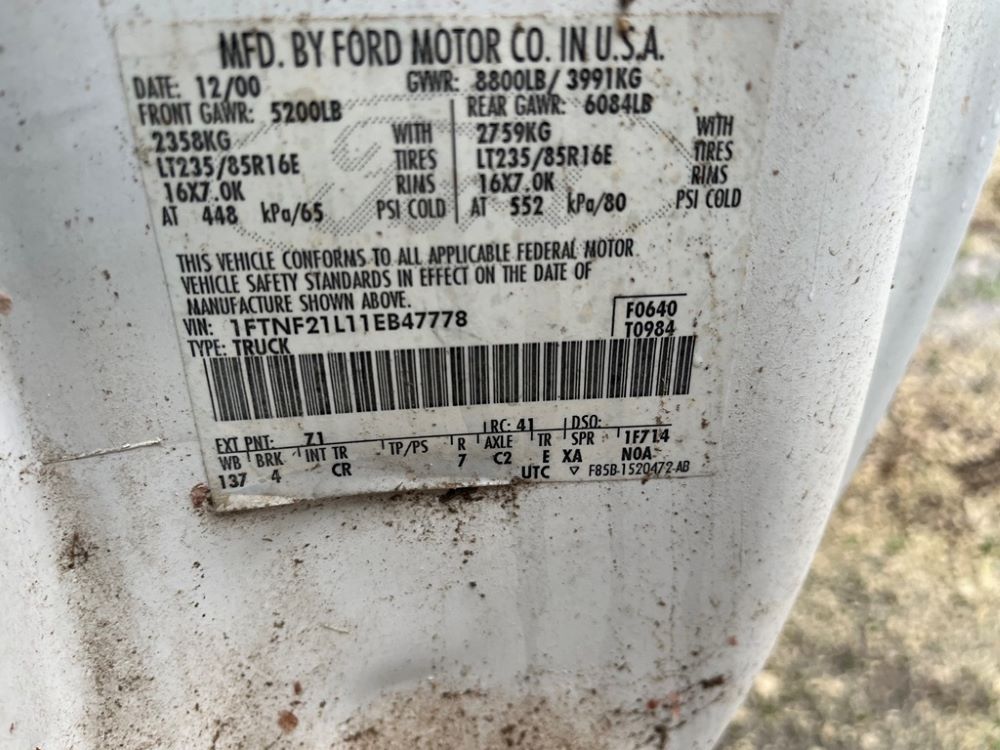 MFD. BY FORD MOTOR CO. IN U.S.A.
DATE: 12/00 GVWR: 8800LB/ 3991KG
FRONT GAWR: 5200LB REAR GAWR: 6084LB
2358KG WITH 2759KG WITH
LT235/85R16E TIRES LT235/85R16E TIRES
16X7.0K RIMS 16X7.0K RIMS
AT 448 kPa/65 PSI COLD AT 552 kPa/80 PSI COLD
THIS VEHICLE CONFORMS TO ALL APPLICABLE FEDERAL MOTOR
VEHICLE SAFETY STANDARDS IN EFFECT ON THE DATE OF
MANUFACTURE SHOWN ABOVE.
VIN: 1FTNF21L11EB47778 F0640
TYPE: TRUCK T0984
EXT PNT: Z1 RC: 41 DSO:
WB BRK INT TR TP/PS R AXLE TR SPR 1F714
137 4 CR 7 C2 E XA N0A
UTC ▽ F85B-1520472-AB